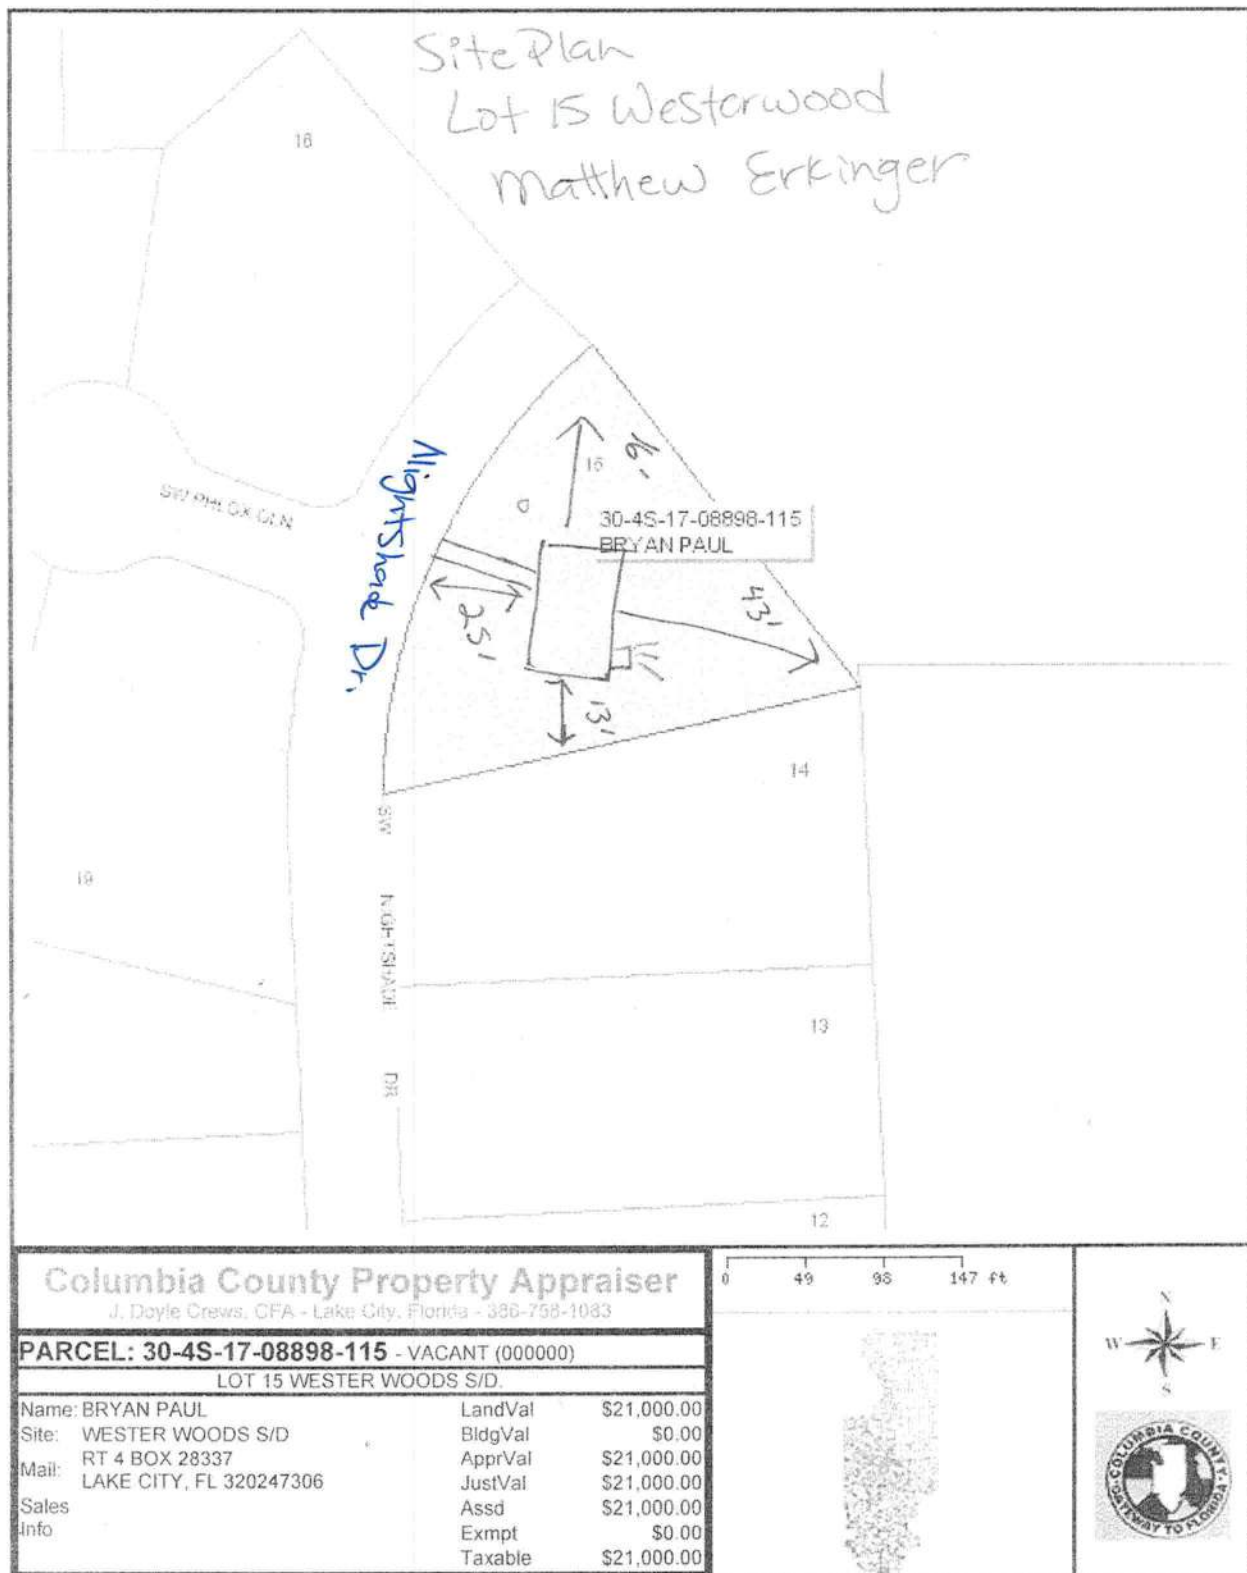 Site Plan
Lot 15 Westerwood
Matthew Erkinger
16
15
16'
30-4S-17-08898-115
BRYAN PAUL
SW PHLOX GLN
NightShade Dr.
25'
43'
13'
14
SW NIGHTSHADE DR
19
13
12
Columbia County Property Appraiser
J. Doyle Crews, CFA - Lake City, Florida - 386-758-1083
PARCEL: 30-4S-17-08898-115 - VACANT (000000)
LOT 15 WESTER WOODS S/D.
Name: BRYAN PAUL LandVal $21,000.00
Site: WESTER WOODS S/D BldgVal $0.00
Mail: RT 4 BOX 28337 ApprVal $21,000.00
LAKE CITY, FL 320247306 JustVal $21,000.00
Sales Assd $21,000.00
Info Exmpt $0.00
Taxable $21,000.00
0 49 98 147 ft
N
W E
S
COLUMBIA COUNTY
GATEWAY TO FLORIDA